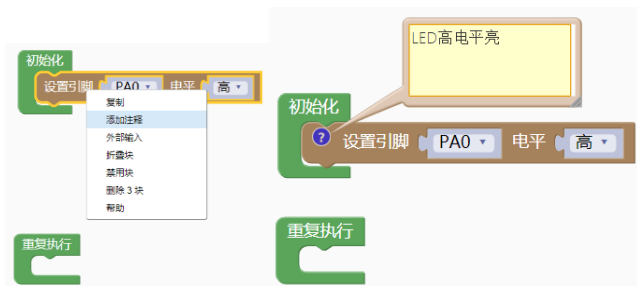 初始化
设置引脚 PA0 电平 高
复制
添加注释
外部输入
折叠块
禁用块
删除 3 块
帮助
重复执行
LED高电平亮
初始化
? 设置引脚 PA0 电平 高
重复执行